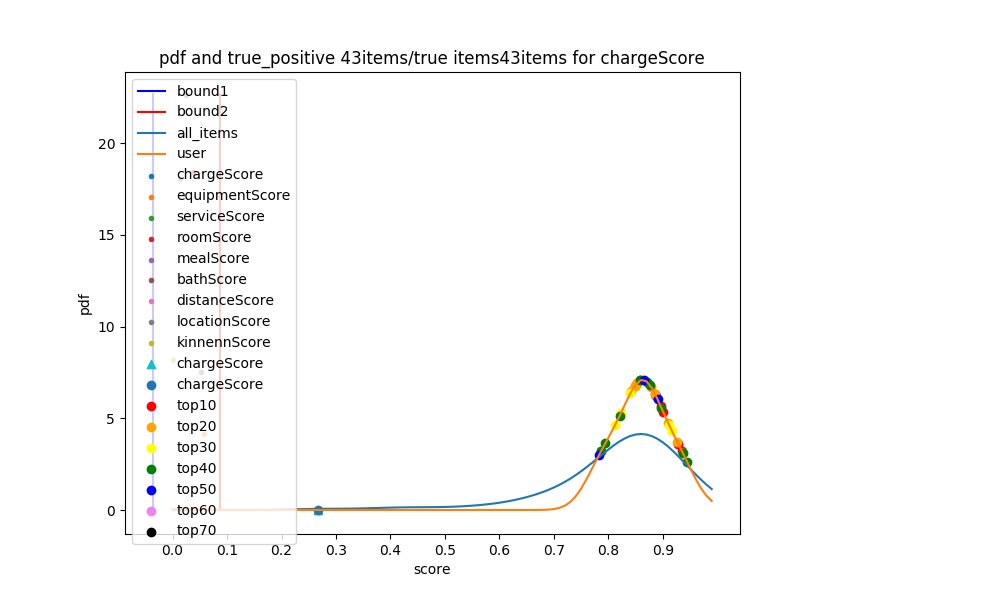 pdf and true_positive 43items/true items43items for chargeScore
bound1
bound2
all_items
user
chargeScore
equipmentScore
serviceScore
roomScore
mealScore
bathScore
distanceScore
locationScore
kinnennScore
chargeScore
chargeScore
top10
top20
top30
top40
top50
top60
top70
pdf
20
15
10
5
0
0.0 0.1 0.2 0.3 0.4 0.5 0.6 0.7 0.8 0.9
score